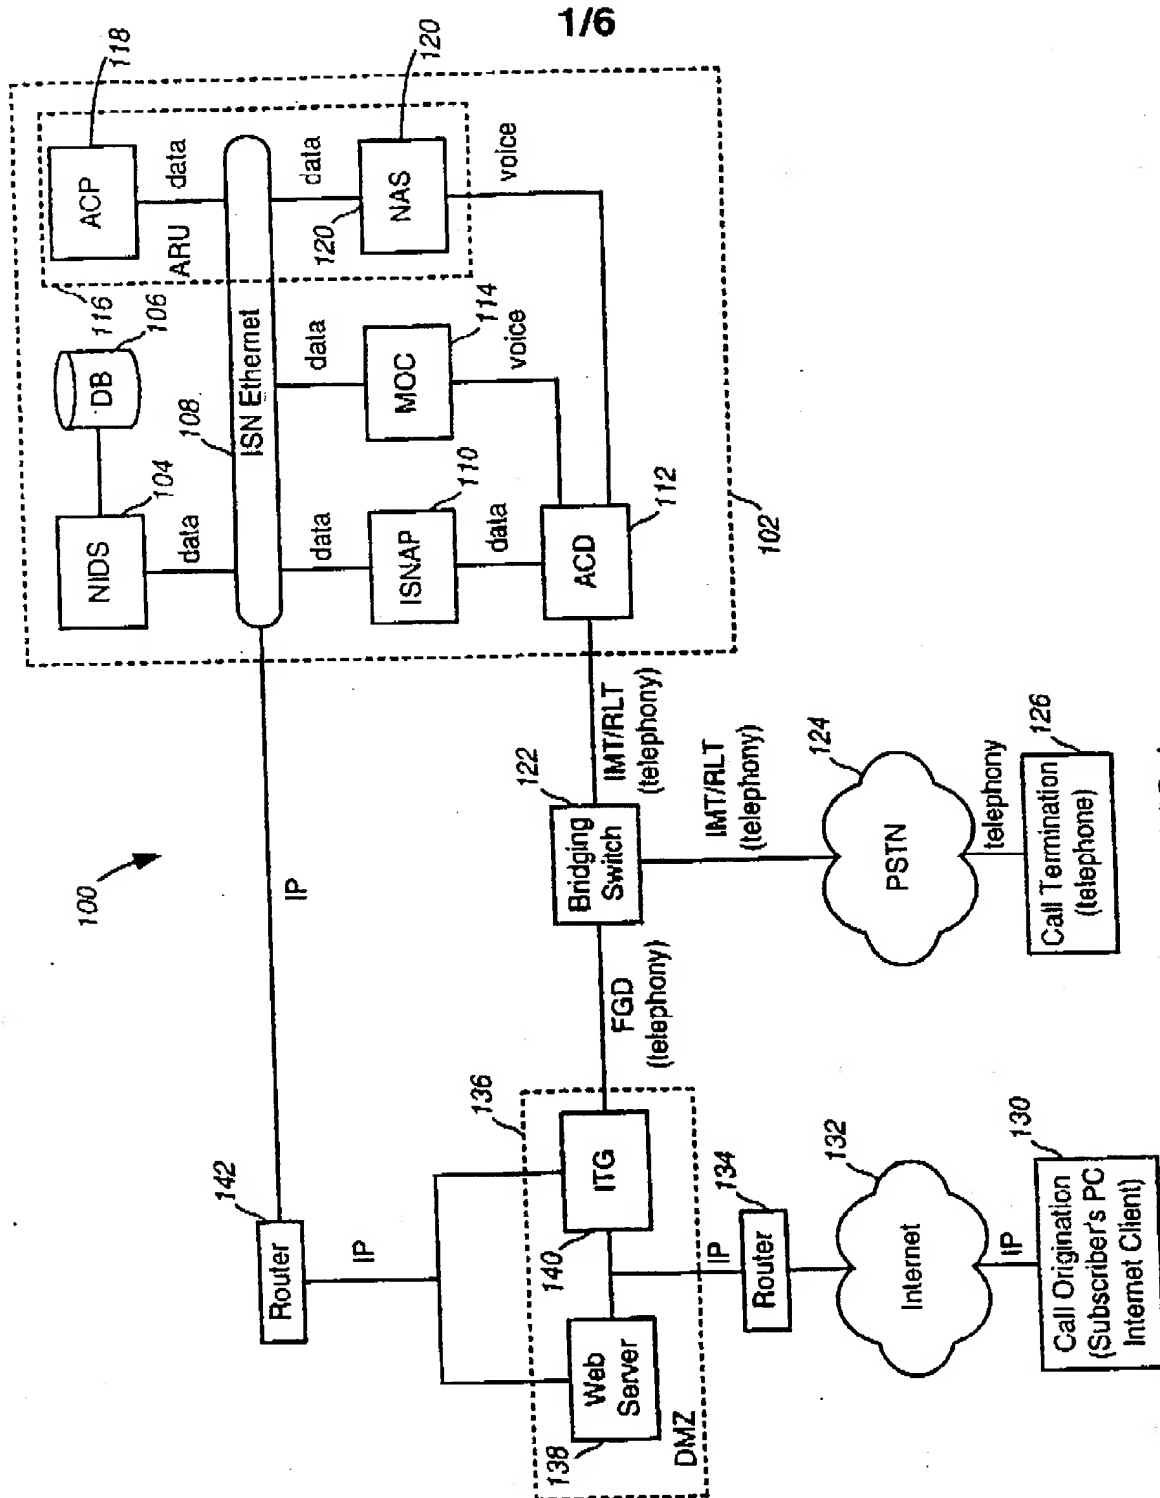 1/6
100
142
Router
IP
IP
136
Web
Server
138
ITG
140
DMZ
IP
134
Router
132
Internet
IP
130
Call Origination
(Subscriber's PC
Internet Client)
FGD
(telephony)
122
Bridging
Switch
IMT/RLT
(telephony)
IMT/RLT
(telephony)
124
PSTN
telephony
126
Call Termination
(telephone)
NIDS
104
DB
106
116
ACP
118
data
data
ARU
108
ISN Ethernet
data
data
data
ISNAP
110
MOC
114
120
NAS
120
data
voice
voice
ACD
112
102